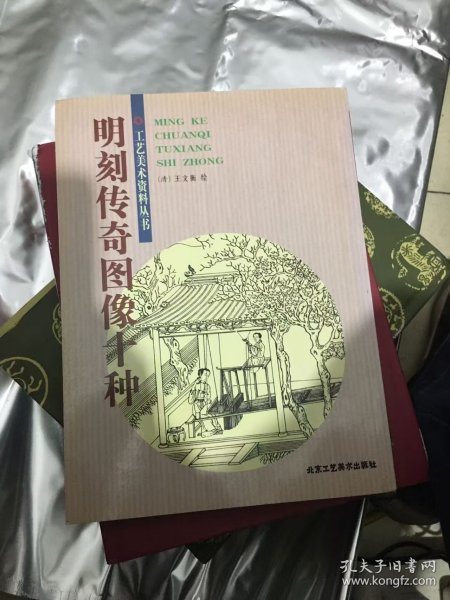 明刻传奇图像十种
工艺美术资料丛书
MING KE
CHUANQI
TUXIANG
SHI ZHONG
（清）王文衡 绘
北京工艺美术出版社
孔夫子旧书网
www.kongfz.com